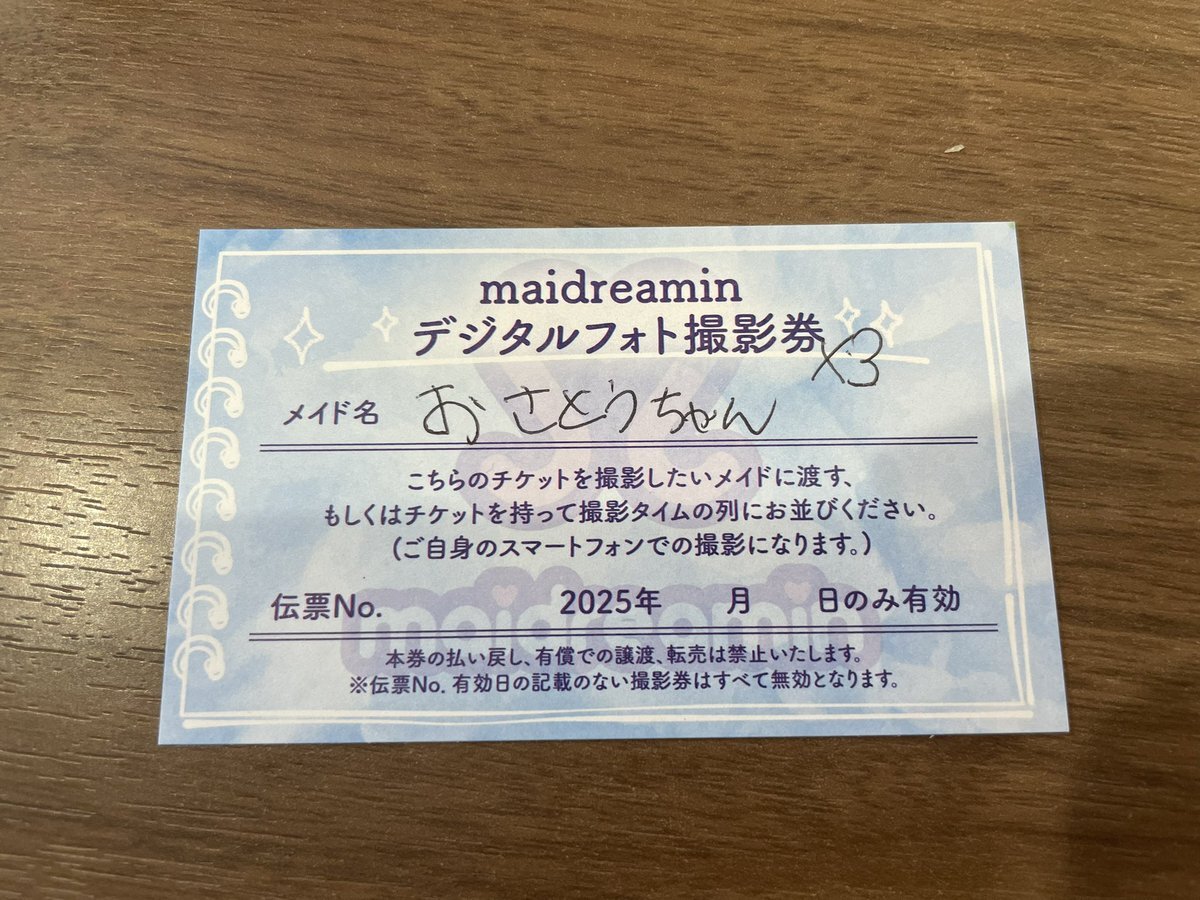 maidreamin
デジタルフォト撮影券 ×3
メイド名 おさとうちゃん
こちらのチケットを撮影したいメイドに渡す、
もしくはチケットを持って撮影タイムの列にお並びください。
(ご自身のスマートフォンでの撮影になります。)
maidreamin
伝票No. 2025年 月 日のみ有効
本券の払い戻し、有償での譲渡、転売は禁止いたします。
※伝票No. 有効日の記載のない撮影券はすべて無効となります。